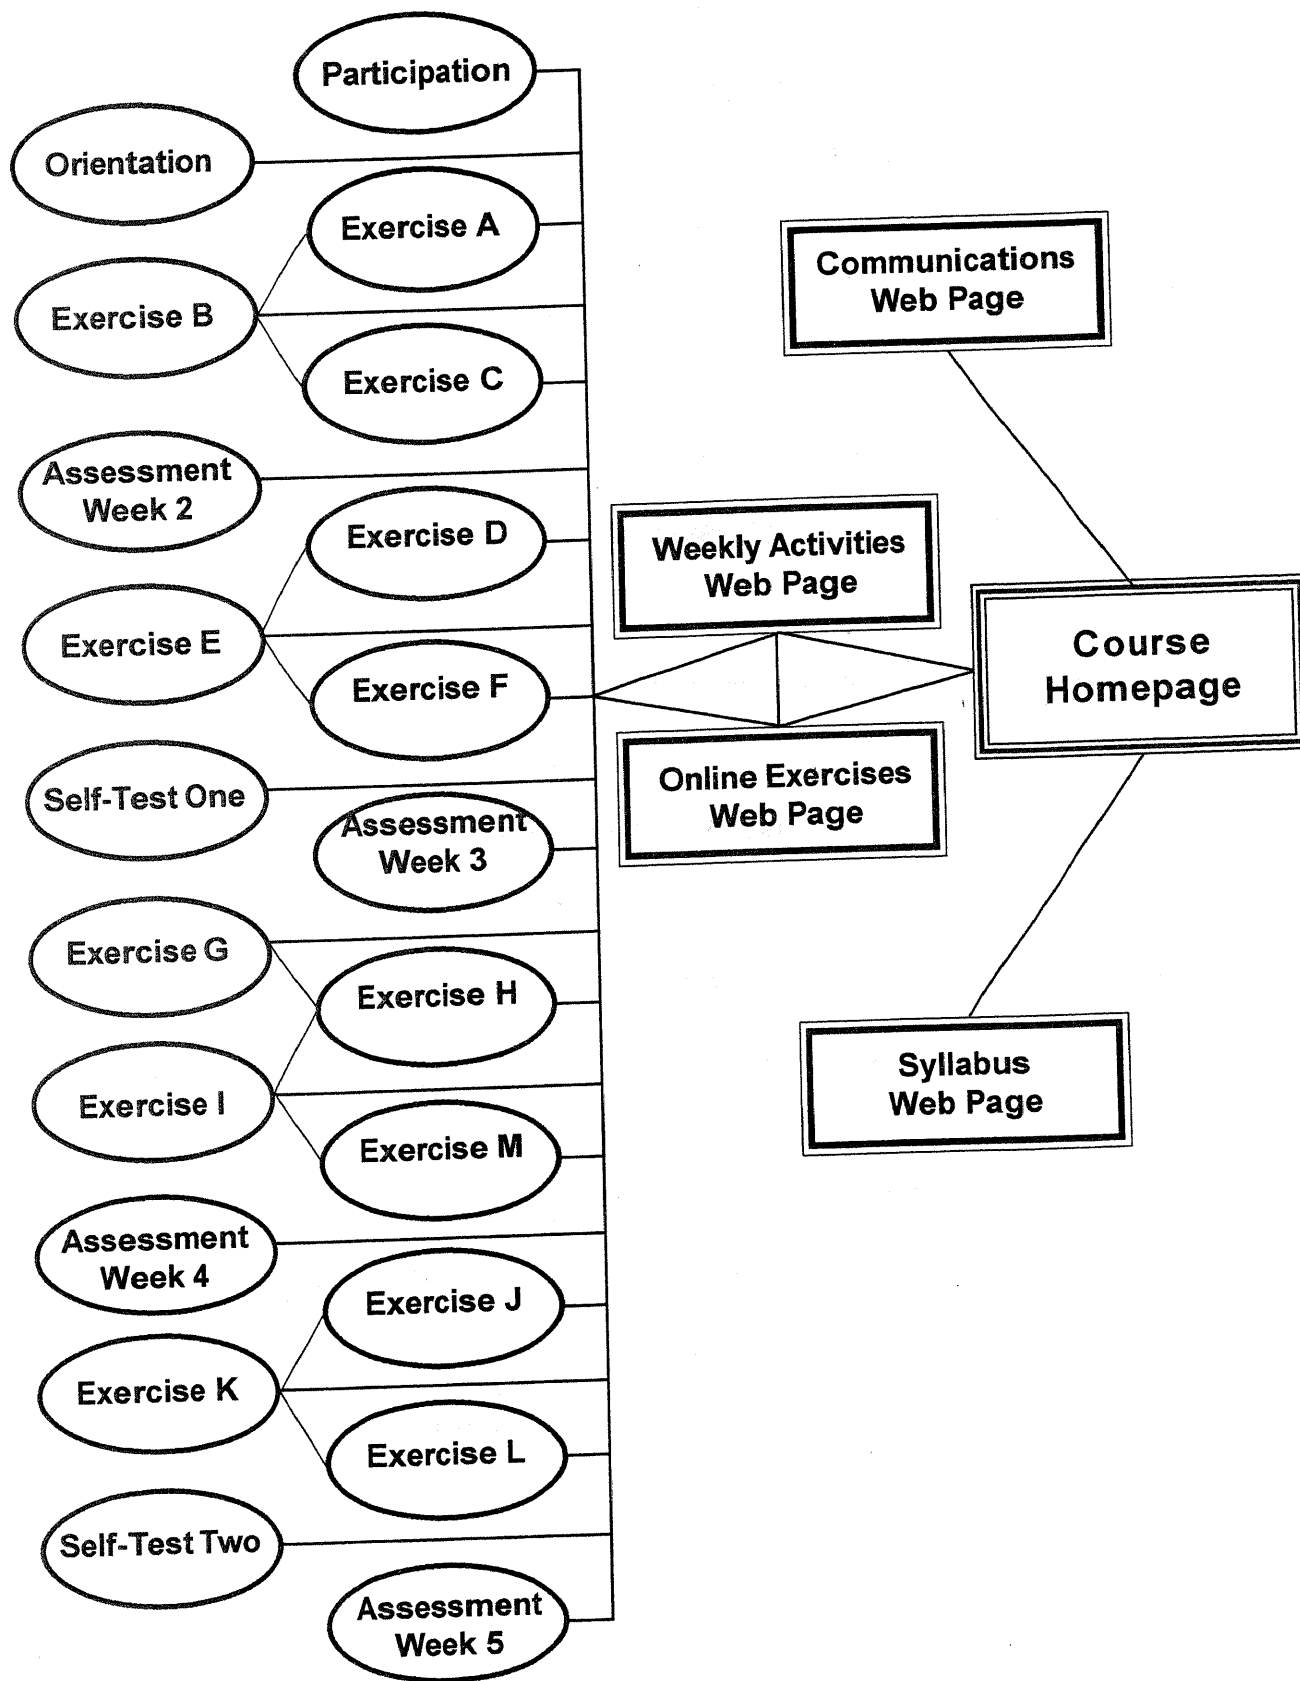 Participation
Orientation
Exercise A
Exercise B
Exercise C
Assessment
Week 2
Exercise D
Exercise E
Exercise F
Self-Test One
Assessment
Week 3
Exercise G
Exercise H
Exercise I
Exercise M
Assessment
Week 4
Exercise J
Exercise K
Exercise L
Self-Test Two
Assessment
Week 5
Communications
Web Page
Weekly Activities
Web Page
Online Exercises
Web Page
Course
Homepage
Syllabus
Web Page